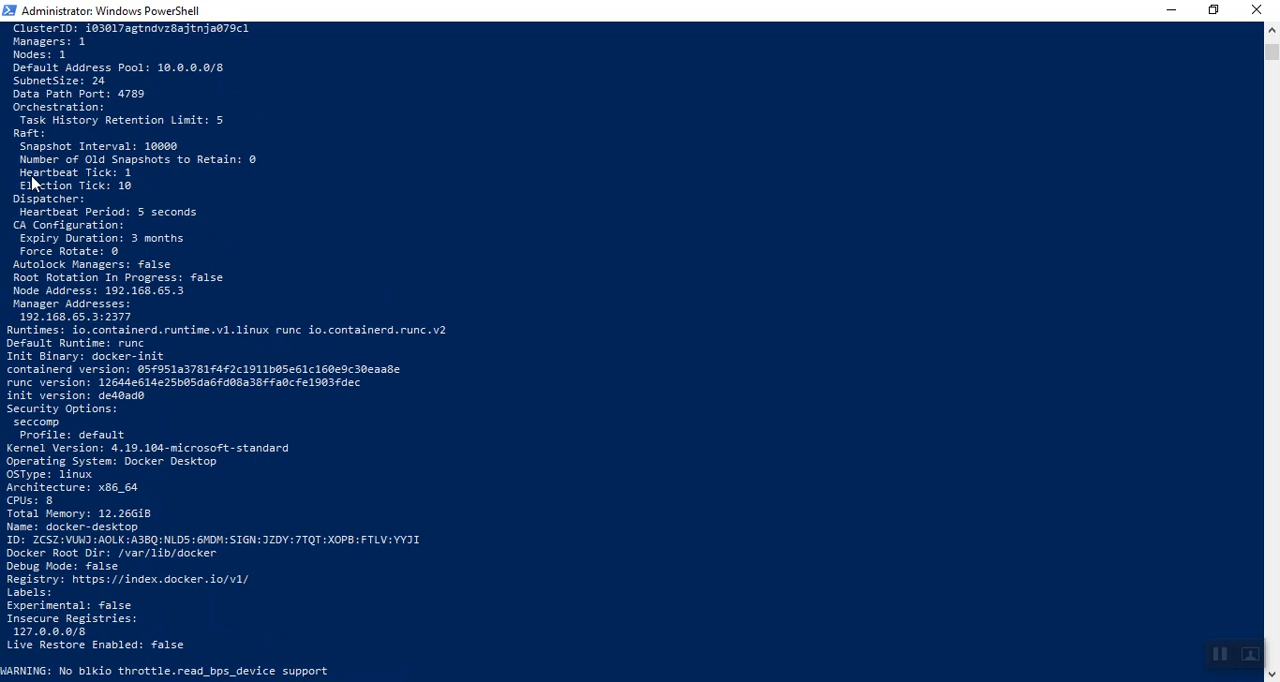 Administrator: Windows PowerShell
ClusterID: i030l7agtndvz8ajtnja079cl
Managers: 1
Nodes: 1
Default Address Pool: 10.0.0.0/8
SubnetSize: 24
Data Path Port: 4789
Orchestration:
Task History Retention Limit: 5
Raft:
Snapshot Interval: 10000
Number of Old Snapshots to Retain: 0
Heartbeat Tick: 1
Election Tick: 10
Dispatcher:
Heartbeat Period: 5 seconds
CA Configuration:
Expiry Duration: 3 months
Force Rotate: 0
Autolock Managers: false
Root Rotation In Progress: false
Node Address: 192.168.65.3
Manager Addresses:
192.168.65.3:2377
Runtimes: io.containerd.runtime.v1.linux runc io.containerd.runc.v2
Default Runtime: runc
Init Binary: docker-init
containerd version: 05f951a3781f4f2c1911b05e61c160e9c30eaa8e
runc version: 12644e614e25b05da6fd08a38ffa0cfe1903fdec
init version: de40ad0
Security Options:
seccomp
Profile: default
Kernel Version: 4.19.104-microsoft-standard
Operating System: Docker Desktop
OSType: linux
Architecture: x86_64
CPUs: 8
Total Memory: 12.26GiB
Name: docker-desktop
ID: ZCSZ:VUWJ:AOLK:A3BQ:NLD5:6MDM:SIGN:JZDY:7TQT:XOPB:FTLV:YYJI
Docker Root Dir: /var/lib/docker
Debug Mode: false
Registry: https://index.docker.io/v1/
Labels:
Experimental: false
Insecure Registries:
127.0.0.0/8
Live Restore Enabled: false
WARNING: No blkio throttle.read_bps_device support